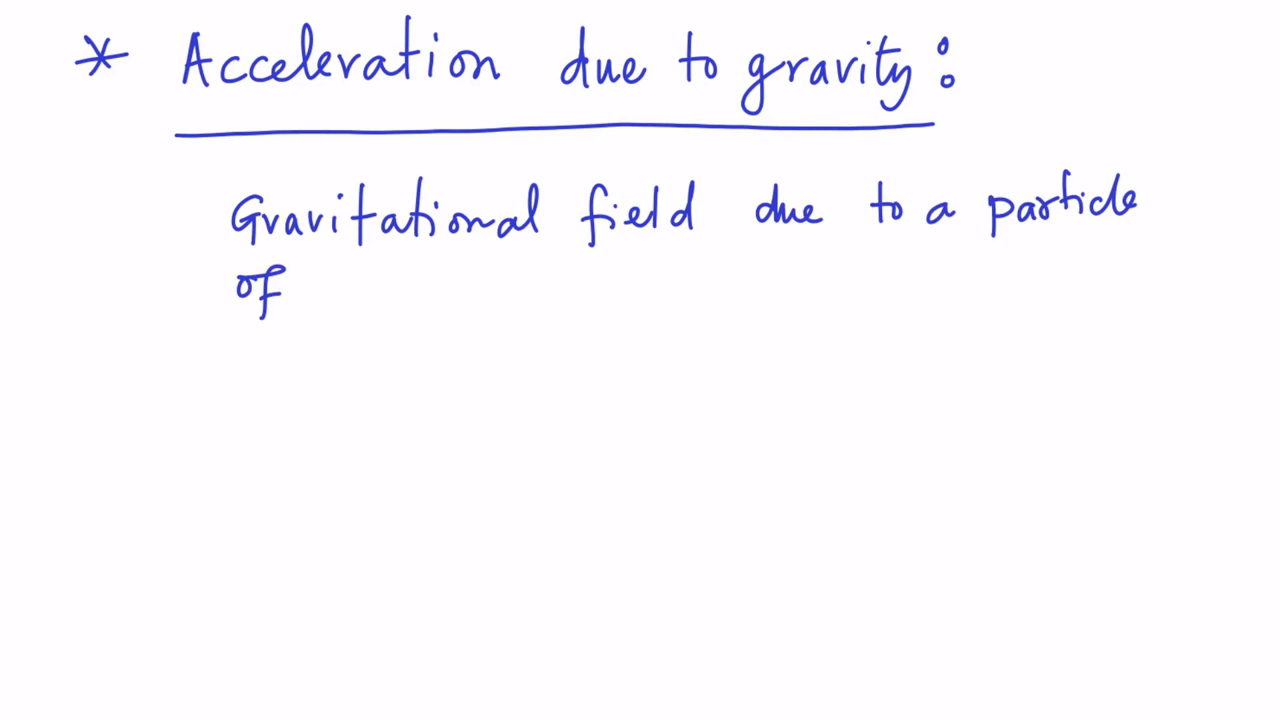 * Acceleration due to gravity:
Gravitational field due to a particle
of